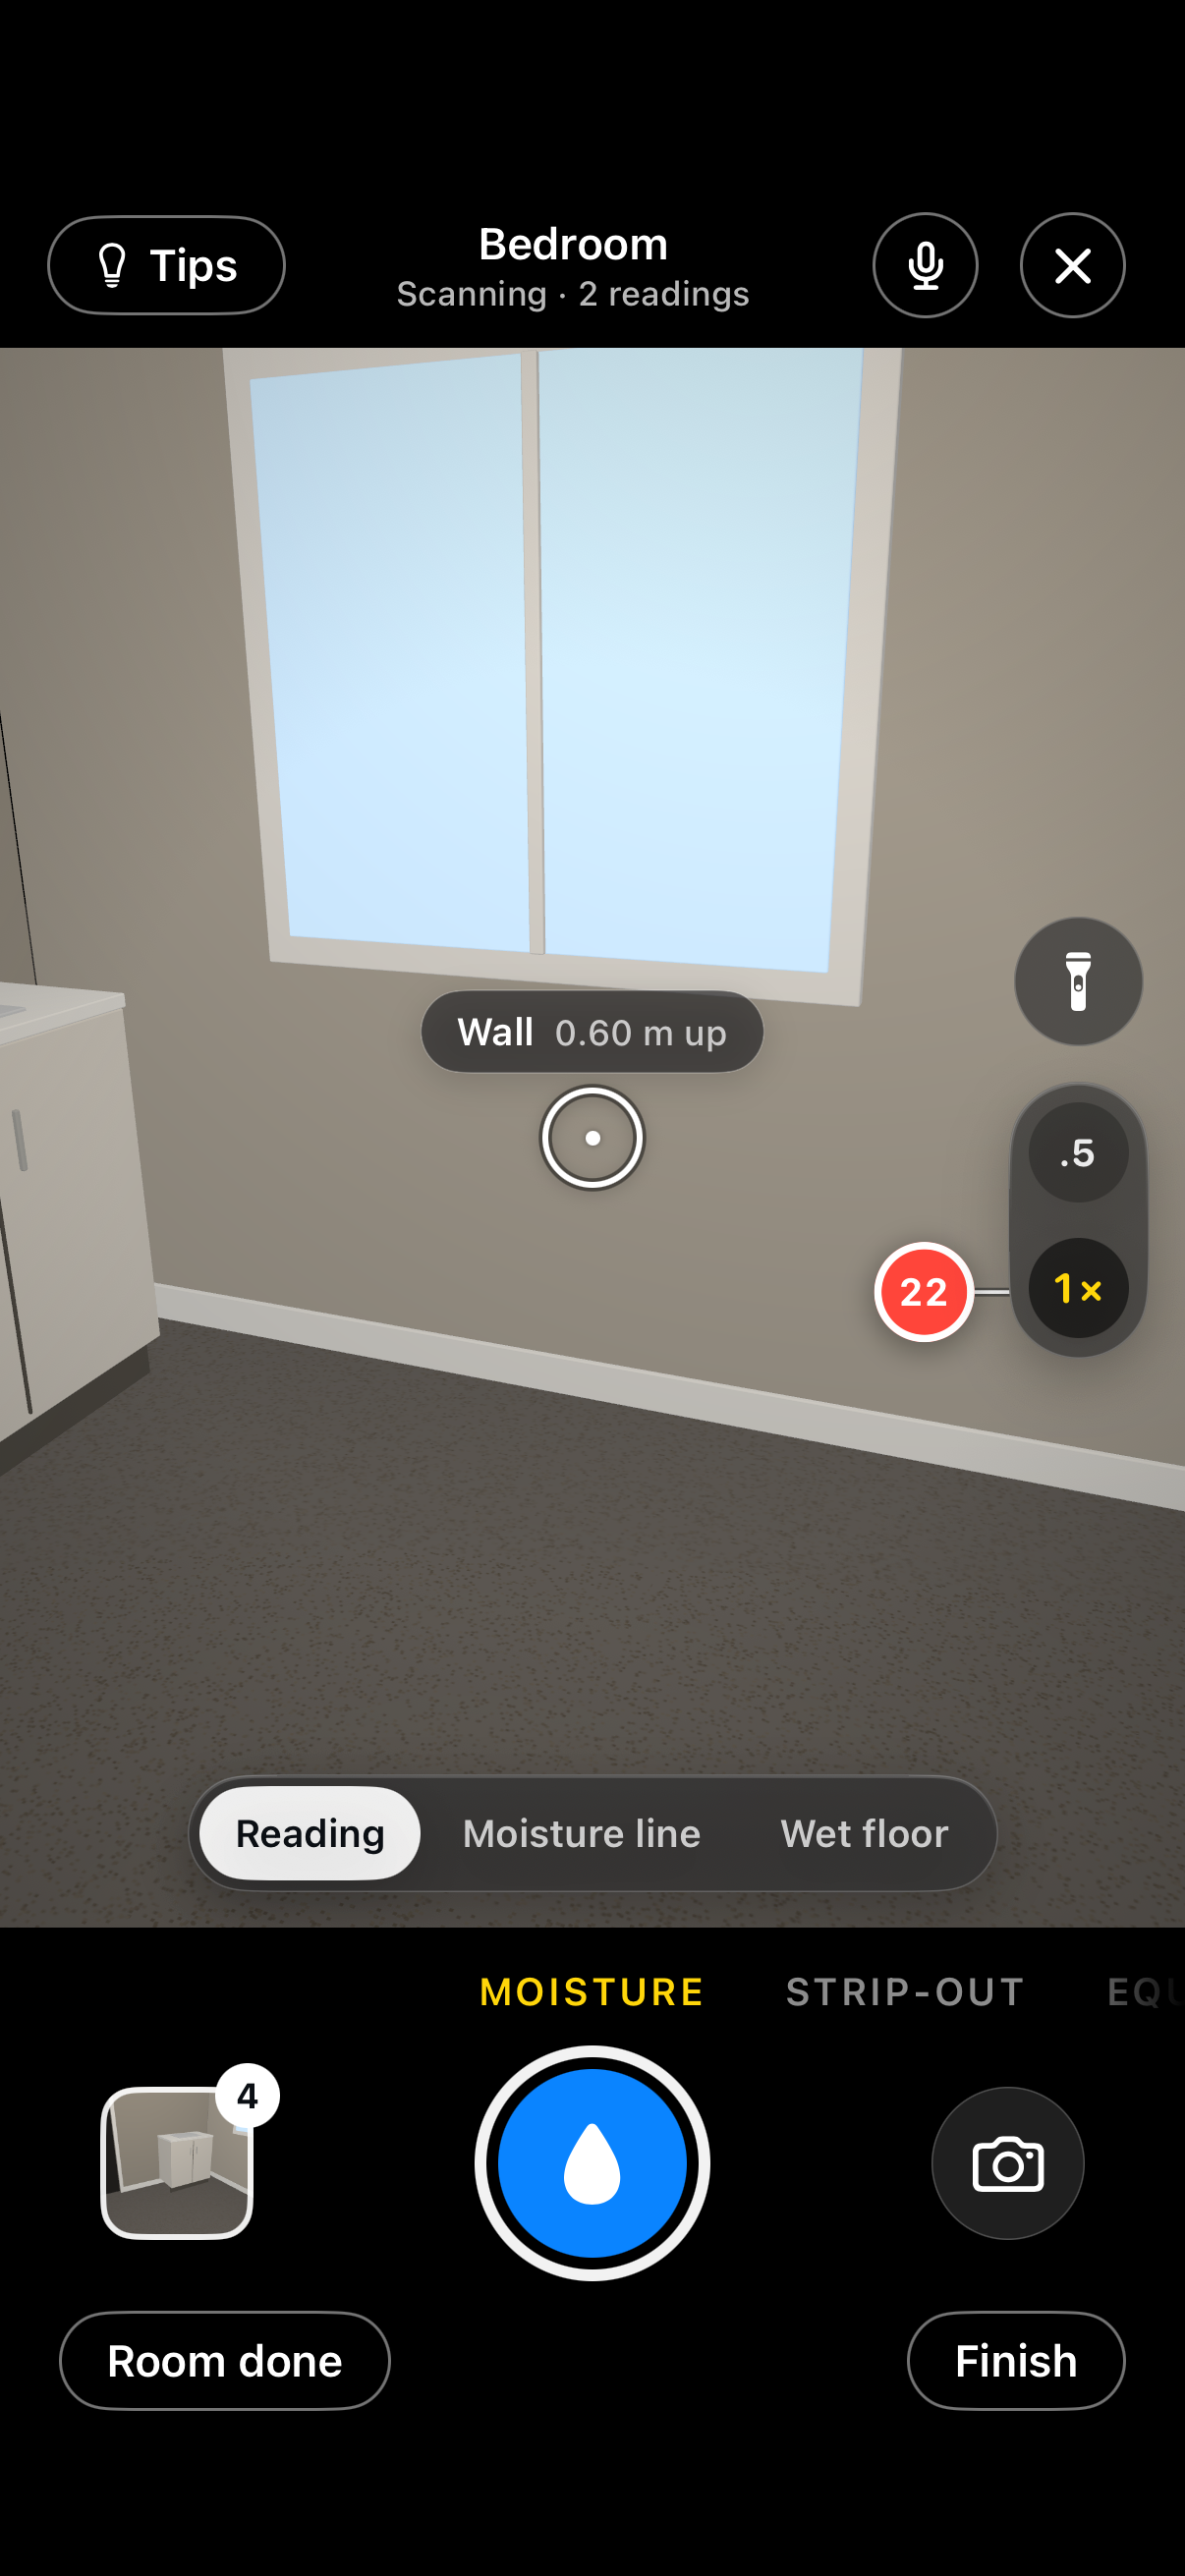 Tips
Bedroom
Scanning · 2 readings
Wall 0.60 m up
.5
22
1×
Reading Moisture line Wet floor
MOISTURE STRIP-OUT
4
Room done Finish